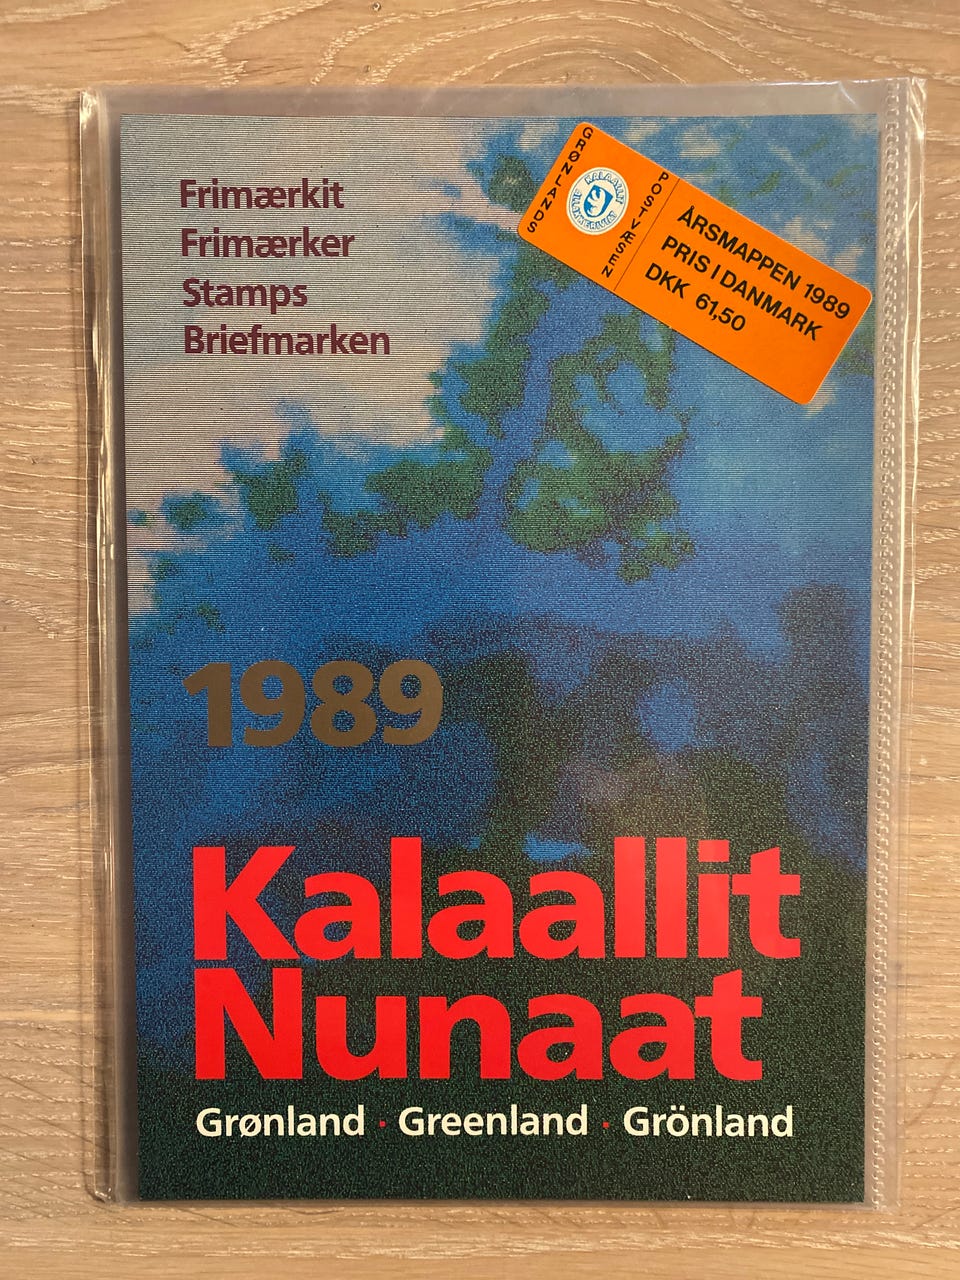 Frimærkit
Frimærker
Stamps
Briefmarken
GRØNLANDS
POSTVÆSEN
KALAALLIT
ÅRSMAPPEN 1989
PRIS I DANMARK
DKK 61,50
1989
Kalaallit
Nunaat
Grønland · Greenland · Grönland